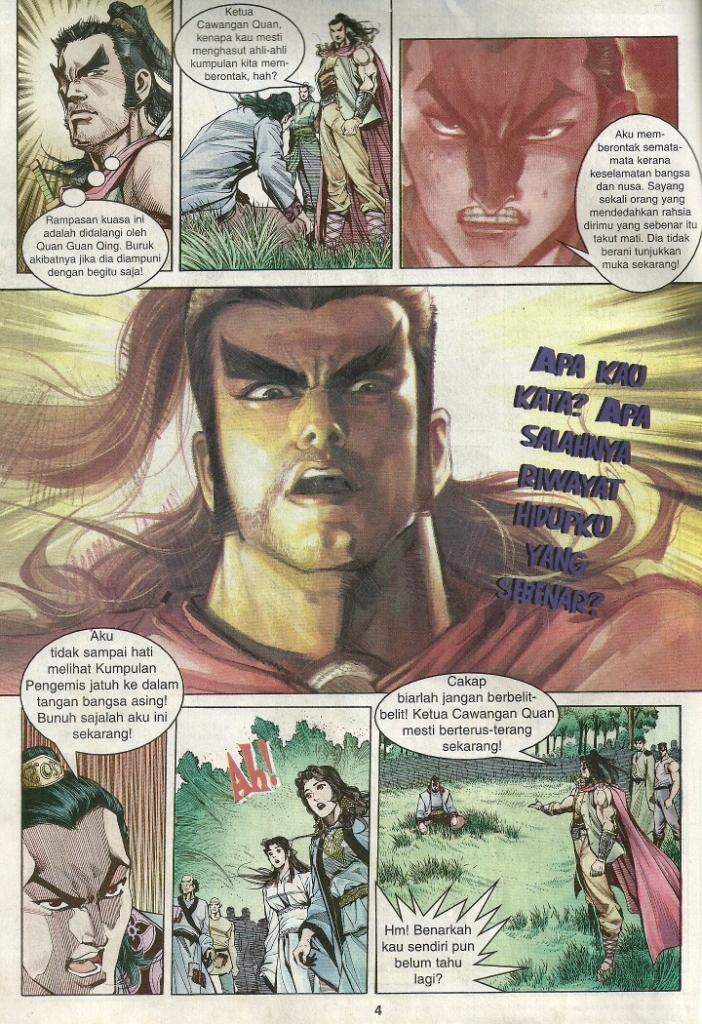 Rampasan kuasa ini
adalah didalangi oleh
Quan Guan Qing. Buruk
akibatnya jika dia diampuni
dengan begitu saja!
Ketua
Cawangan Quan,
kenapa kau mesti
menghasut ahli-ahli
kumpulan kita mem-
berontak, hah?
Aku mem-
berontak semata-
mata kerana
keselamatan bangsa
dan nusa. Sayang
sekali orang yang
mendedahkan rahsia
dirimu yang sebenar itu
takut mati. Dia tidak
berani tunjukkan
muka sekarang!
APA KAU
KATA? APA
SALAHNYA
RIWAYAT
HIDUPKU
YANG
SEBENAR?
Aku
tidak sampai hati
melihat Kumpulan
Pengemis jatuh ke dalam
tangan bangsa asing!
Bunuh sajalah aku ini
sekarang!
Ah!
Cakap
biarlah jangan berbelit-
belit! Ketua Cawangan Quan
mesti berterus-terang
sekarang!
Hm! Benarkah
kau sendiri pun
belum tahu
lagi?
4